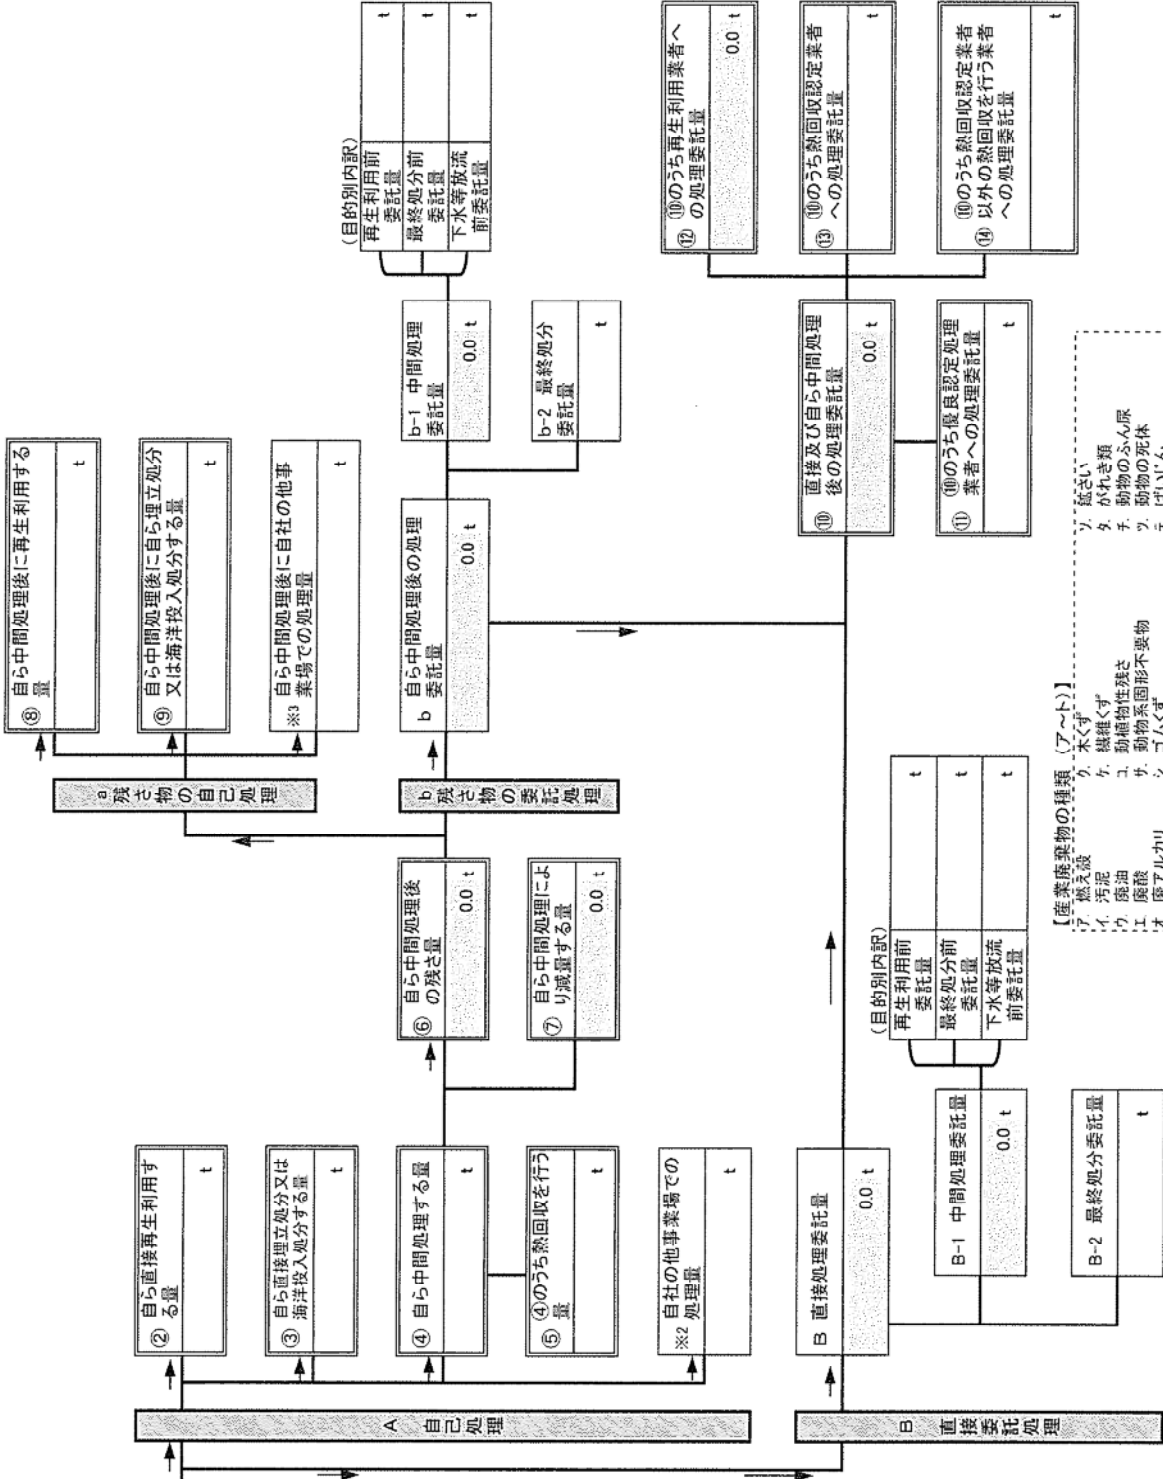 A 自己処理
② 自ら直接再生利用す
る量
t
③ 自ら直接埋立処分又は
海洋投入処分する量
t
④ 自ら中間処理する量
t
⑤ ④のうち熱回収を行う
量
t
※2 自社の他事業場での
処理量
t
⑥ 自ら中間処理後
の残さ量
0.0 t
⑦ 自ら中間処理によ
り減量する量
0.0 t
a 残さ物の自己処理
⑧ 自ら中間処理後に再生利用する
量
t
⑨ 自ら中間処理後に自ら埋立処分
又は海洋投入処分する量
t
※3 自ら中間処理後に自社の他事
業場での処理量
t
b 残さ物の委託処理
b 自ら中間処理後の処理
委託量
0.0 t
b-1 中間処理
委託量
0.0 t
b-2 最終処分
委託量
t
(目的別内訳)
再生利用前
委託量
t
最終処分前
委託量
t
下水等放流
前委託量
t
B 直接委託処理
B 直接処理委託量
0.0 t
B-1 中間処理委託量
0.0 t
B-2 最終処分委託量
t
(目的別内訳)
再生利用前
委託量
t
最終処分前
委託量
t
下水等放流
前委託量
t
⑩ 直接及び自ら中間処理
後の処理委託量
0.0 t
⑪ ⑩のうち優良認定処理
業者への処理委託量
t
⑫ ⑩のうち再生利用業者へ
の処理委託量
0.0 t
⑬ ⑩のうち熱回収認定業者
への処理委託量
t
⑭ ⑩のうち熱回収認定業者
以外の熱回収を行う業者
への処理委託量
t
【産業廃棄物の種類 (ア～ト)】
ア. 燃え殻 ク. 木くず ソ. 鉱さい
イ. 汚泥 ケ. 繊維くず タ. がれき類
ウ. 廃油 コ. 動植物性残さ チ. 動物のふん尿
エ. 廃酸 サ. 動物系固形不要物 ツ. 動物の死体
オ. 廃アルカリ シ. ゴムくず テ. ばいじん